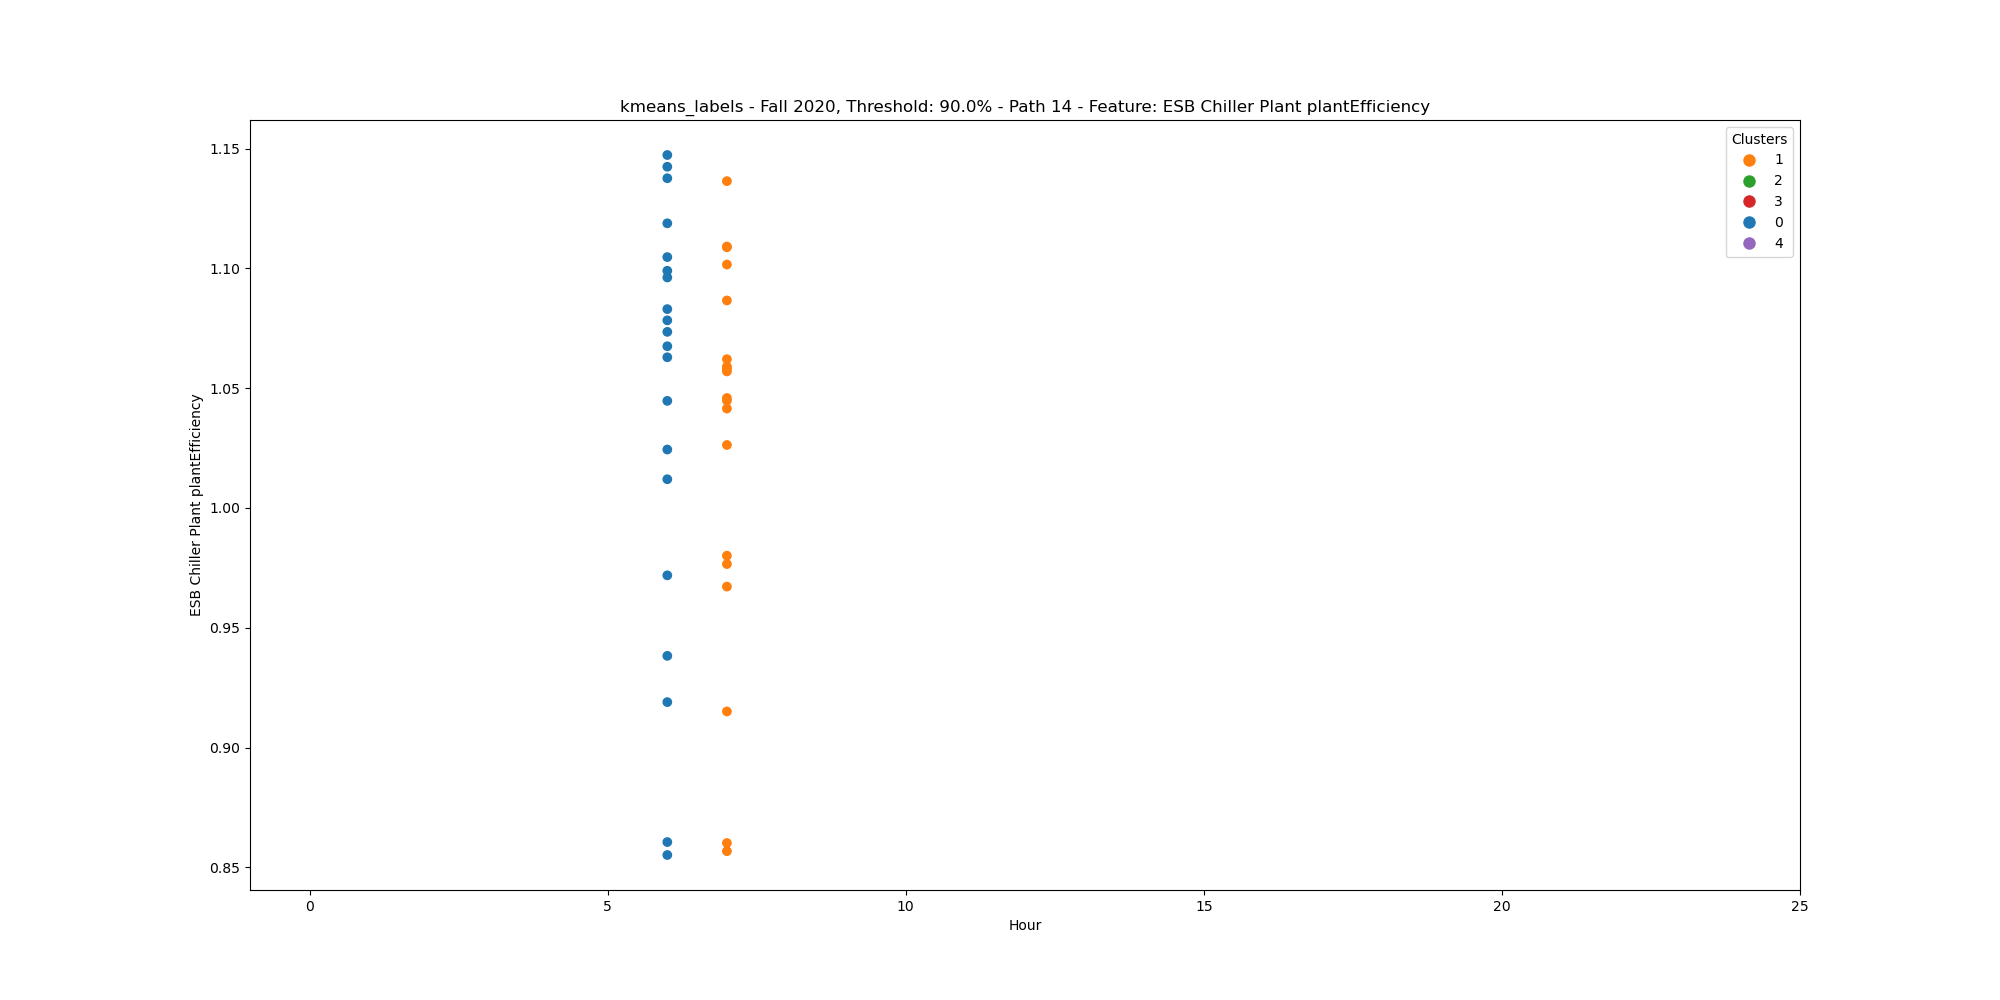 kmeans_labels - Fall 2020, Threshold: 90.0% - Path 14 - Feature: ESB Chiller Plant plantEfficiency
Clusters
1
2
3
0
4
ESB Chiller Plant plantEfficiency
1.15
1.10
1.05
1.00
0.95
0.90
0.85
0 5 10 15 20 25
Hour